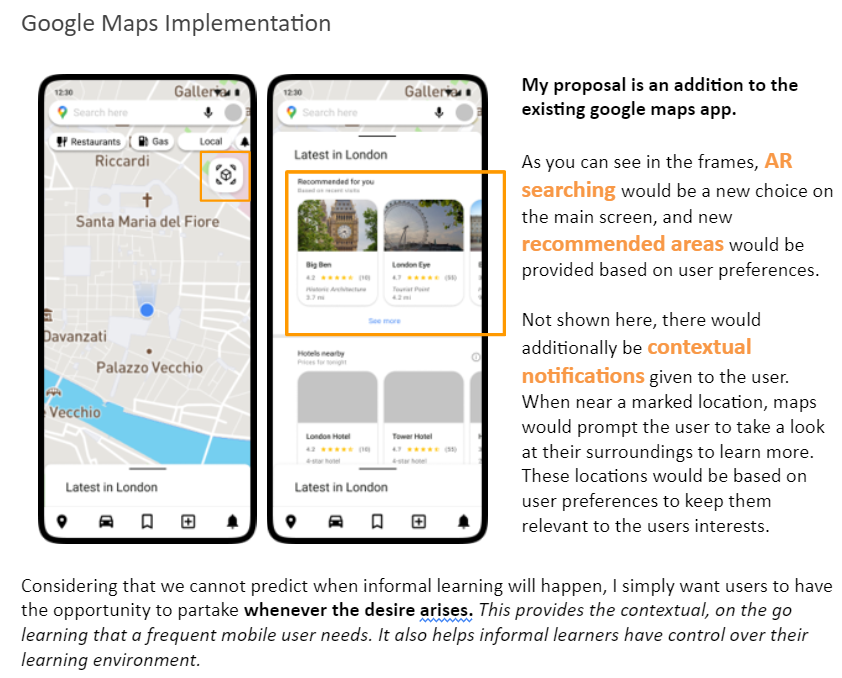 Google Maps Implementation
12:30
Galleria
Search here
Restaurants
Gas
Local
Riccardi
Santa Maria del Fiore
Davanzati
Palazzo Vecchio
Vecchio
Latest in London
12:30
Galleria
Search here
Latest in London
Recommended for you
Based on recent visits
Big Ben
4.2 ★★★★★ (10)
Historic Architecture
3.7 mi
London Eye
4.7 ★★★★★ (55)
Tourist Point
4.2 mi
See more
Hotels nearby
Prices for tonight
London Hotel
4.2 ★★★★★ (10)
4-star hotel
Tower Hotel
4.7 ★★★★★ (55)
4-star hotel
Latest in London
My proposal is an addition to the
existing google maps app.
As you can see in the frames, AR
searching would be a new choice on
the main screen, and new
recommended areas would be
provided based on user preferences.
Not shown here, there would
additionally be contextual
notifications given to the user.
When near a marked location, maps
would prompt the user to take a look
at their surroundings to learn more.
These locations would be based on
user preferences to keep them
relevant to the users interests.
Considering that we cannot predict when informal learning will happen, I simply want users to have
the opportunity to partake whenever the desire arises. This provides the contextual, on the go
learning that a frequent mobile user needs. It also helps informal learners have control over their
learning environment.